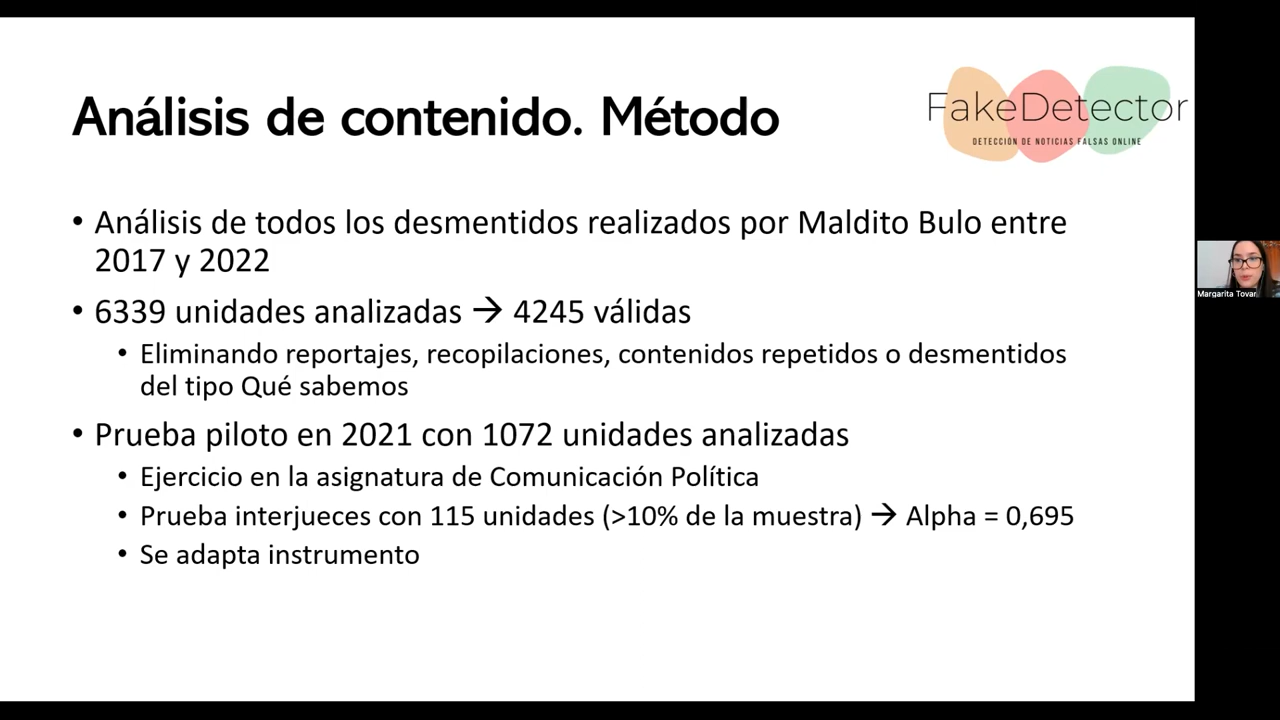 Análisis de contenido. Método
FakeDetector
DETECCIÓN DE NOTICIAS FALSAS ONLINE
• Análisis de todos los desmentidos realizados por Maldito Bulo entre
2017 y 2022
• 6339 unidades analizadas → 4245 válidas
• Eliminando reportajes, recopilaciones, contenidos repetidos o desmentidos
del tipo Qué sabemos
• Prueba piloto en 2021 con 1072 unidades analizadas
• Ejercicio en la asignatura de Comunicación Política
• Prueba interjueces con 115 unidades (>10% de la muestra) → Alpha = 0,695
• Se adapta instrumento
Margarita Tovar.